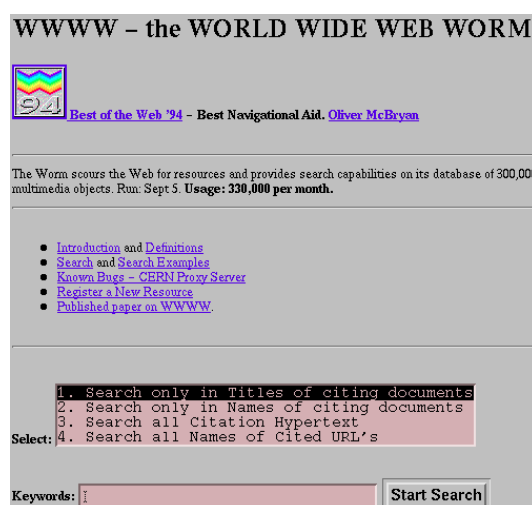 WWWW – the WORLD WIDE WEB WORM
94 Best of the Web '94 – Best Navigational Aid. Oliver McBryan
The Worm scours the Web for resources and provides search capabilities on its database of 300,00
multimedia objects. Run: Sept 5. Usage: 330,000 per month.
● Introduction and Definitions
● Search and Search Examples
● Known Bugs – CERN Proxy Server
● Register a New Resource
● Published paper on WWWW.
1. Search only in Titles of citing documents
2. Search only in Names of citing documents
3. Search all Citation Hypertext
Select: 4. Search all Names of Cited URL's
Keywords: Start Search